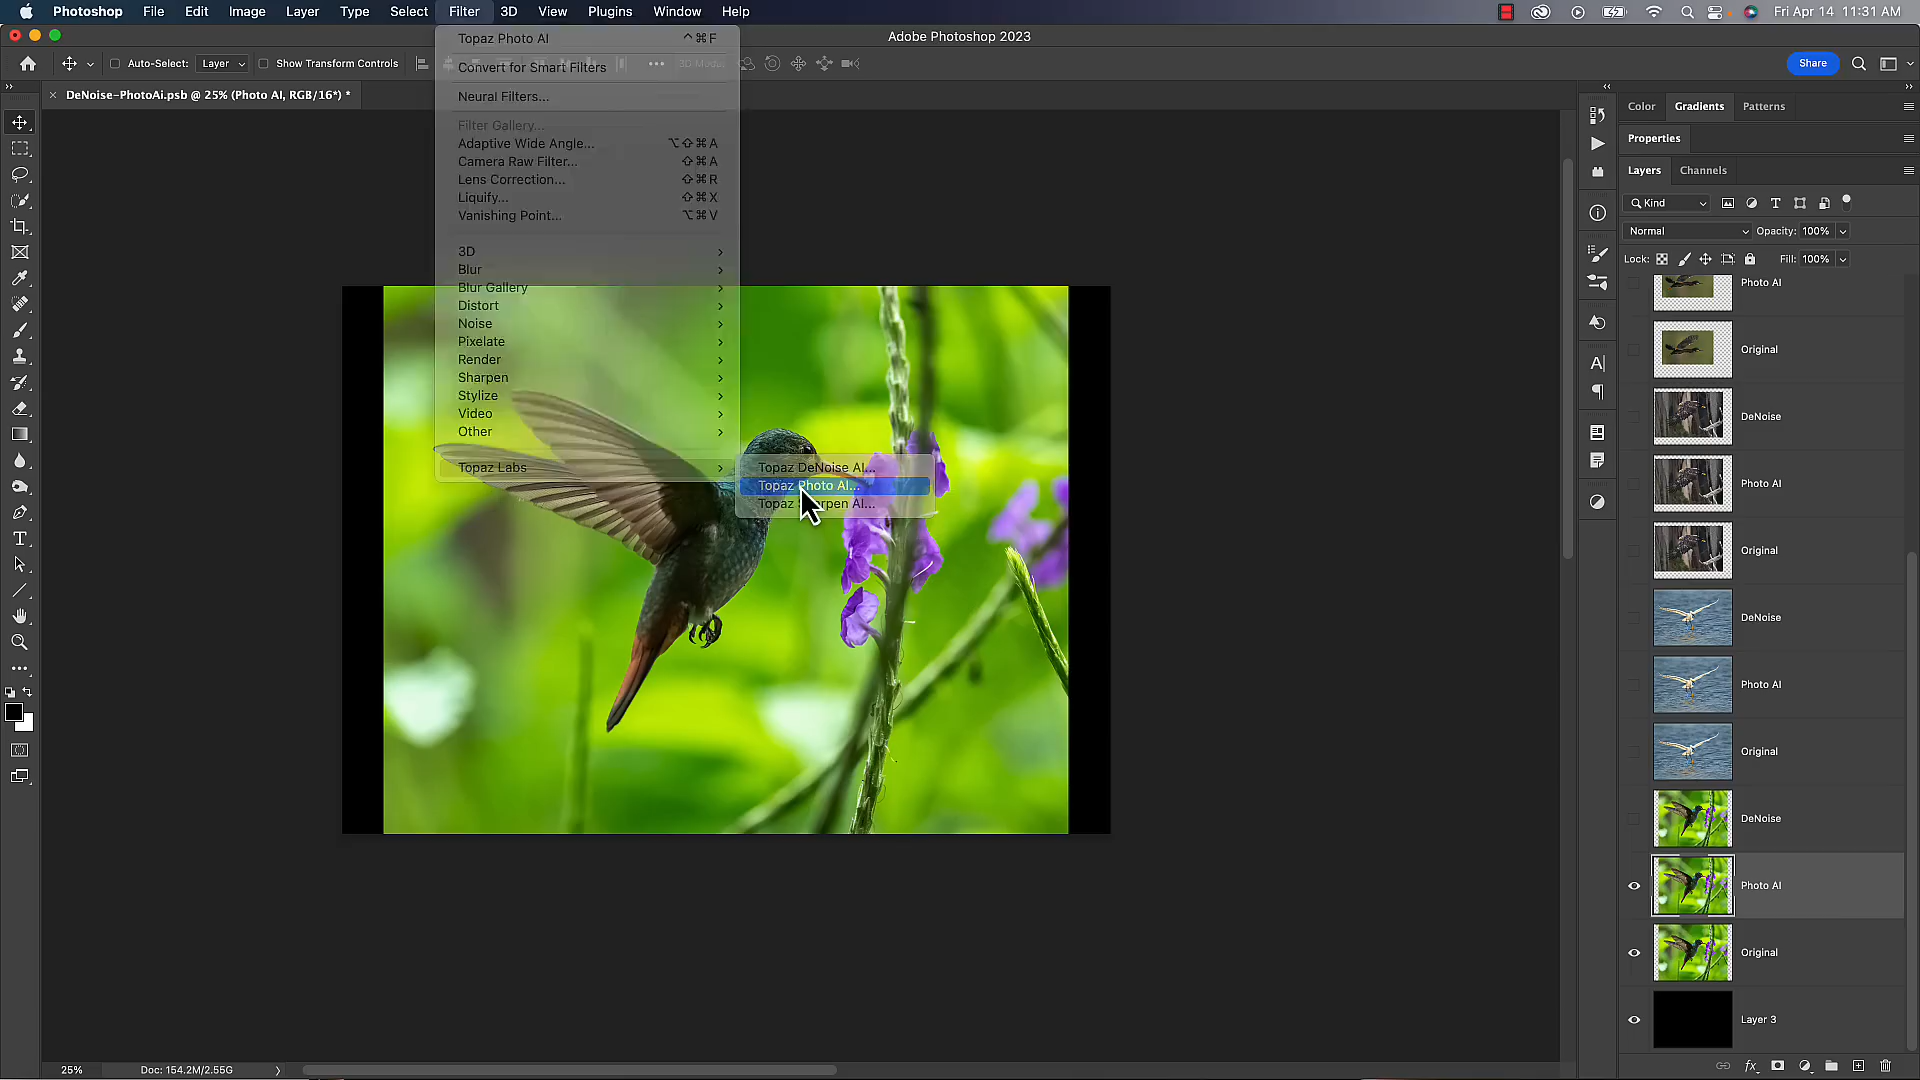 Photoshop File Edit Image Layer Type Select Filter 3D View Plugins Window Help Fri Apr 14 11:31 AM
Adobe Photoshop 2023
Auto-Select: Layer Show Transform Controls Share
DeNoise-PhotoAi.psb @ 25% (Photo AI, RGB/16*) *
Topaz Photo AI ^⌘F
Convert for Smart Filters
Neural Filters...
Filter Gallery...
Adaptive Wide Angle... ⌥⇧⌘A
Camera Raw Filter... ⇧⌘A
Lens Correction... ⇧⌘R
Liquify... ⇧⌘X
Vanishing Point... ⌥⌘V
3D
Blur
Blur Gallery
Distort
Noise
Pixelate
Render
Sharpen
Stylize
Video
Other
Topaz Labs
Topaz DeNoise AI...
Topaz Photo AI...
Topaz Sharpen AI...
Color Gradients Patterns
Properties
Layers Channels
Kind
Normal Opacity: 100%
Lock: Fill: 100%
Photo AI
Original
DeNoise
Photo AI
Original
DeNoise
Photo AI
Original
DeNoise
Photo AI
Original
Layer 3
25% Doc: 154.2M/2.55G